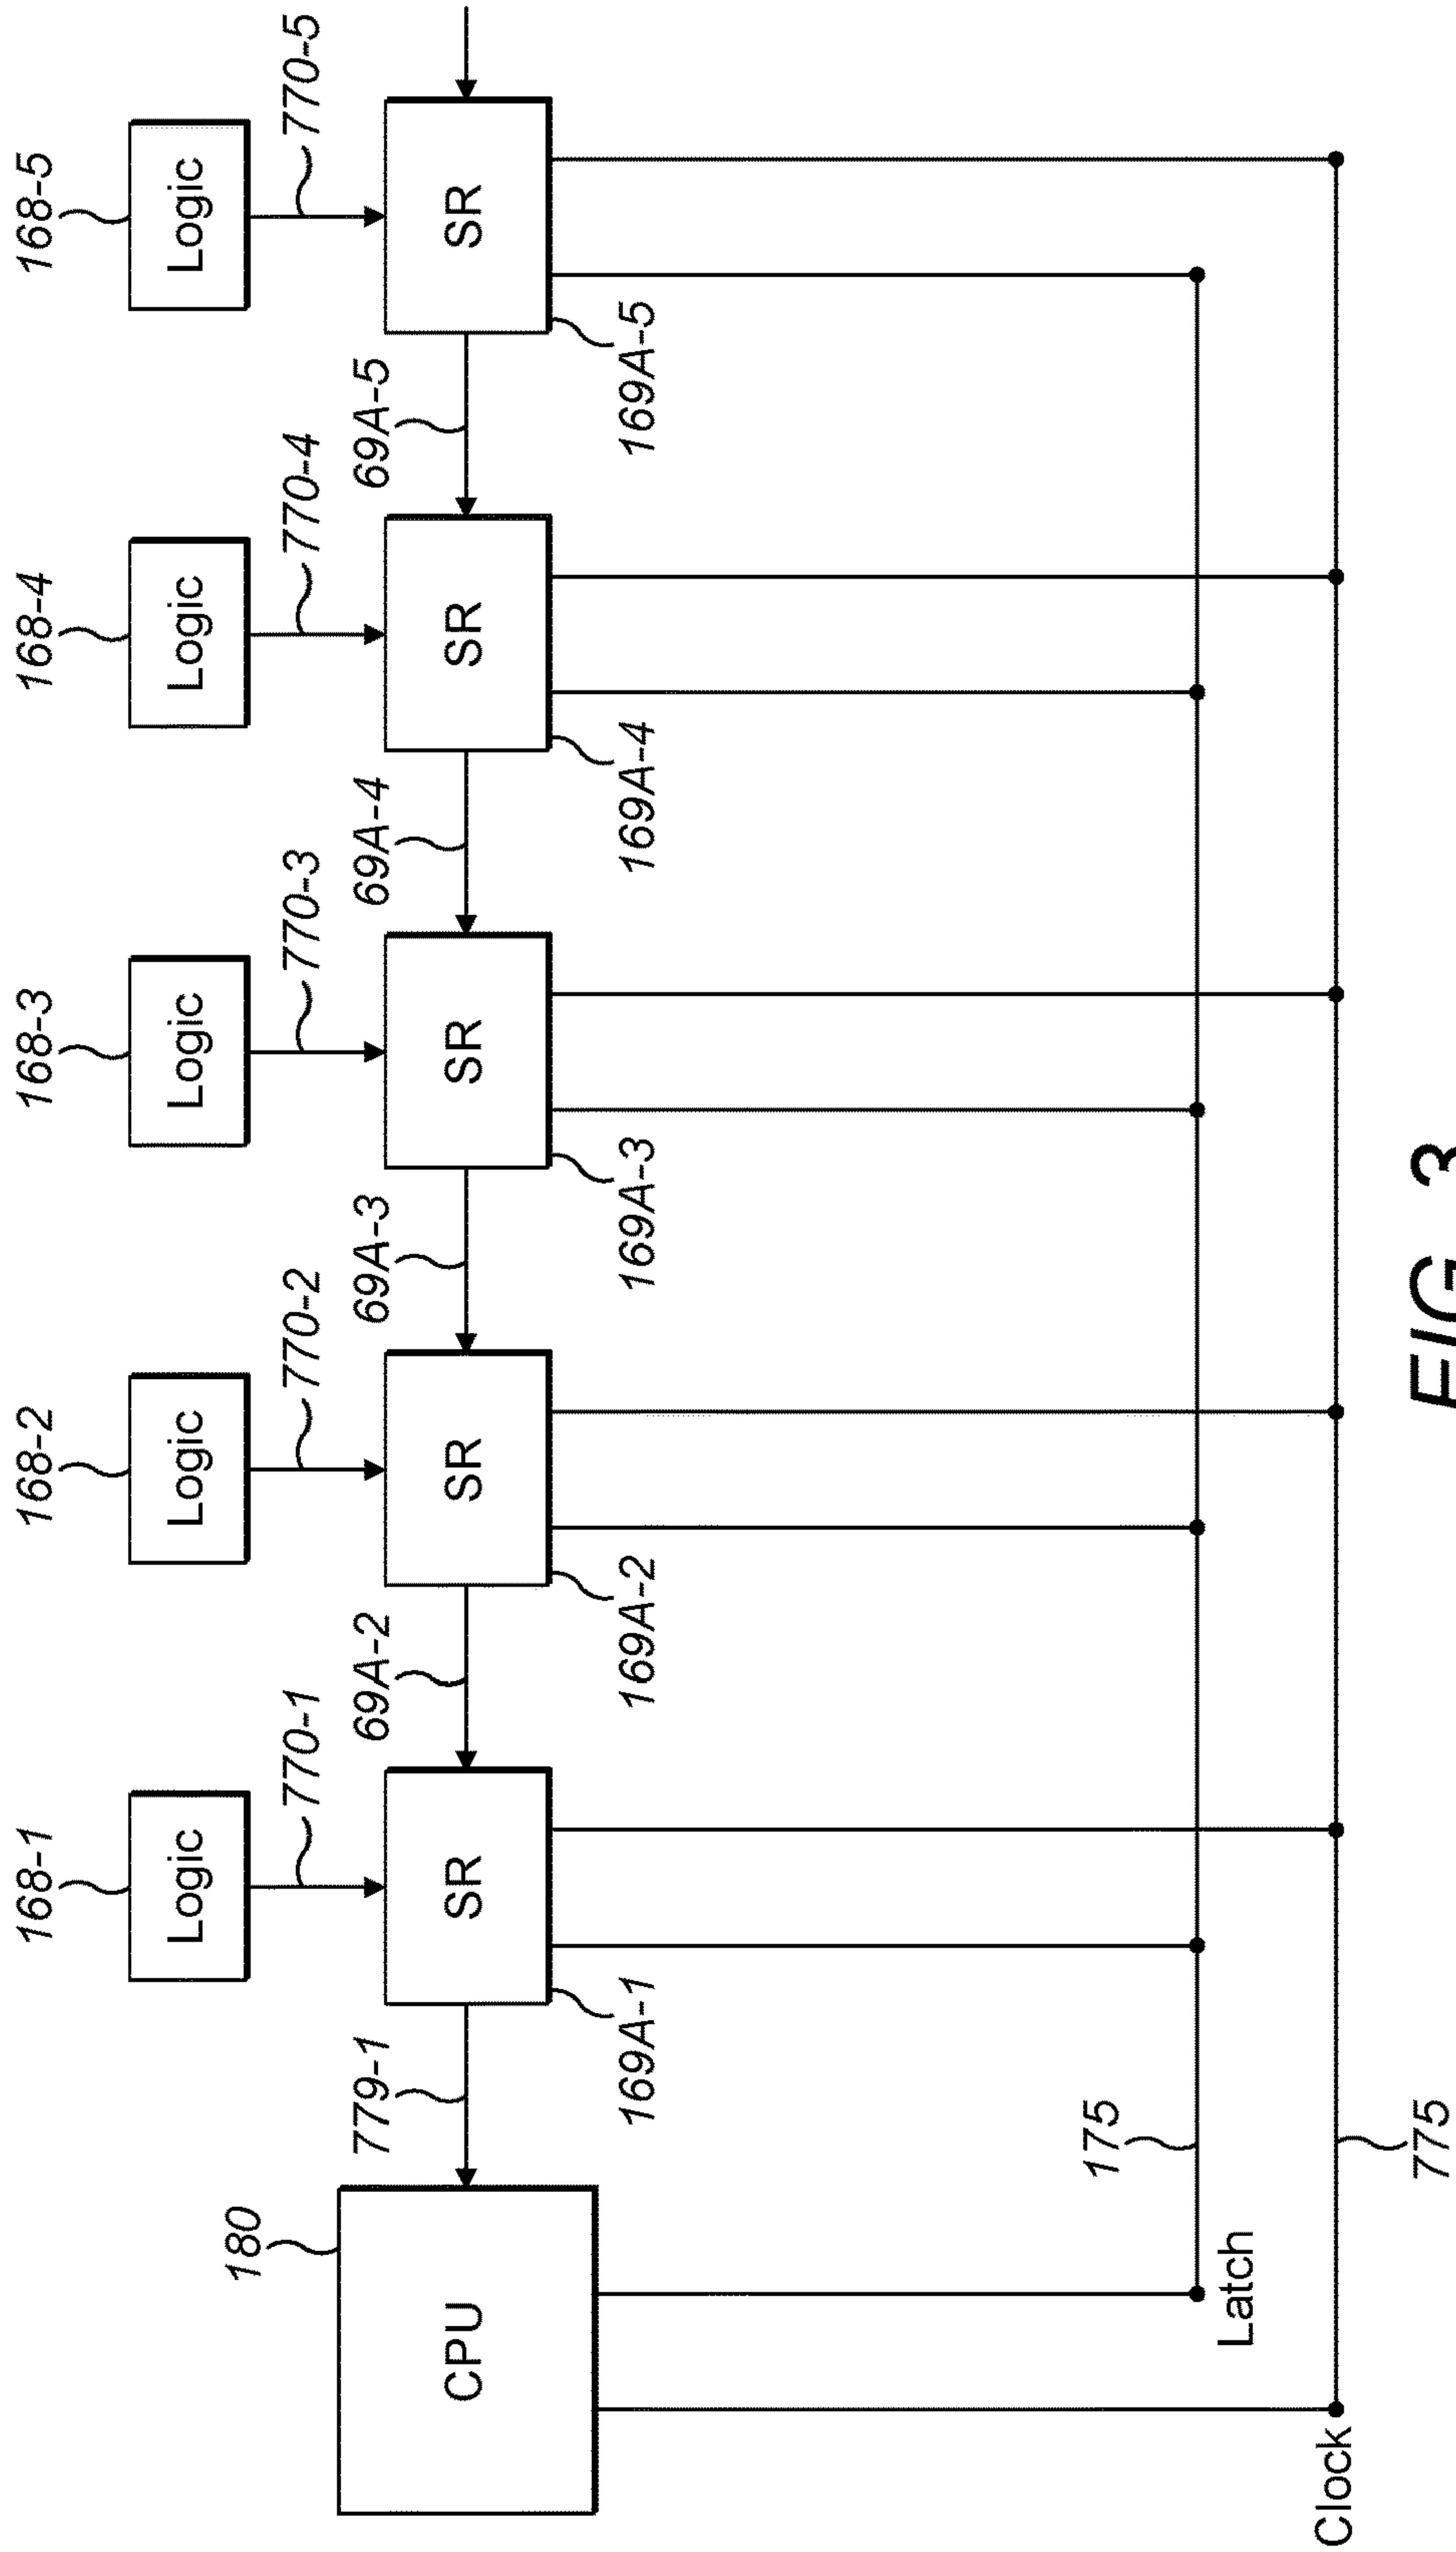 168-1
168-2
168-3
168-4
168-5
Logic
Logic
Logic
Logic
Logic
770-1
770-2
770-3
770-4
770-5
180
779-1
69A-2
69A-3
69A-4
69A-5
CPU
SR
SR
SR
SR
SR
169A-1
169A-2
169A-3
169A-4
169A-5
175
Latch
Clock
775
FIG. 3